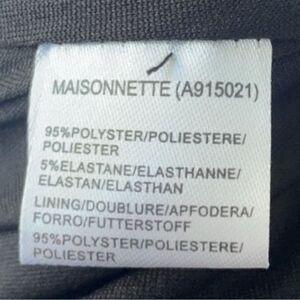 MAISONNETTE (A915021)
95%POLYSTER/POLIESTERE/
POLIESTER
5%ELASTANE/ELASTHANNE/
ELASTAN/ELASTHAN
LINING/DOUBLURE/APFODERA/
FORRO/FUTTERSTOFF
95%POLYSTER/POLIESTERE/
POLIESTER